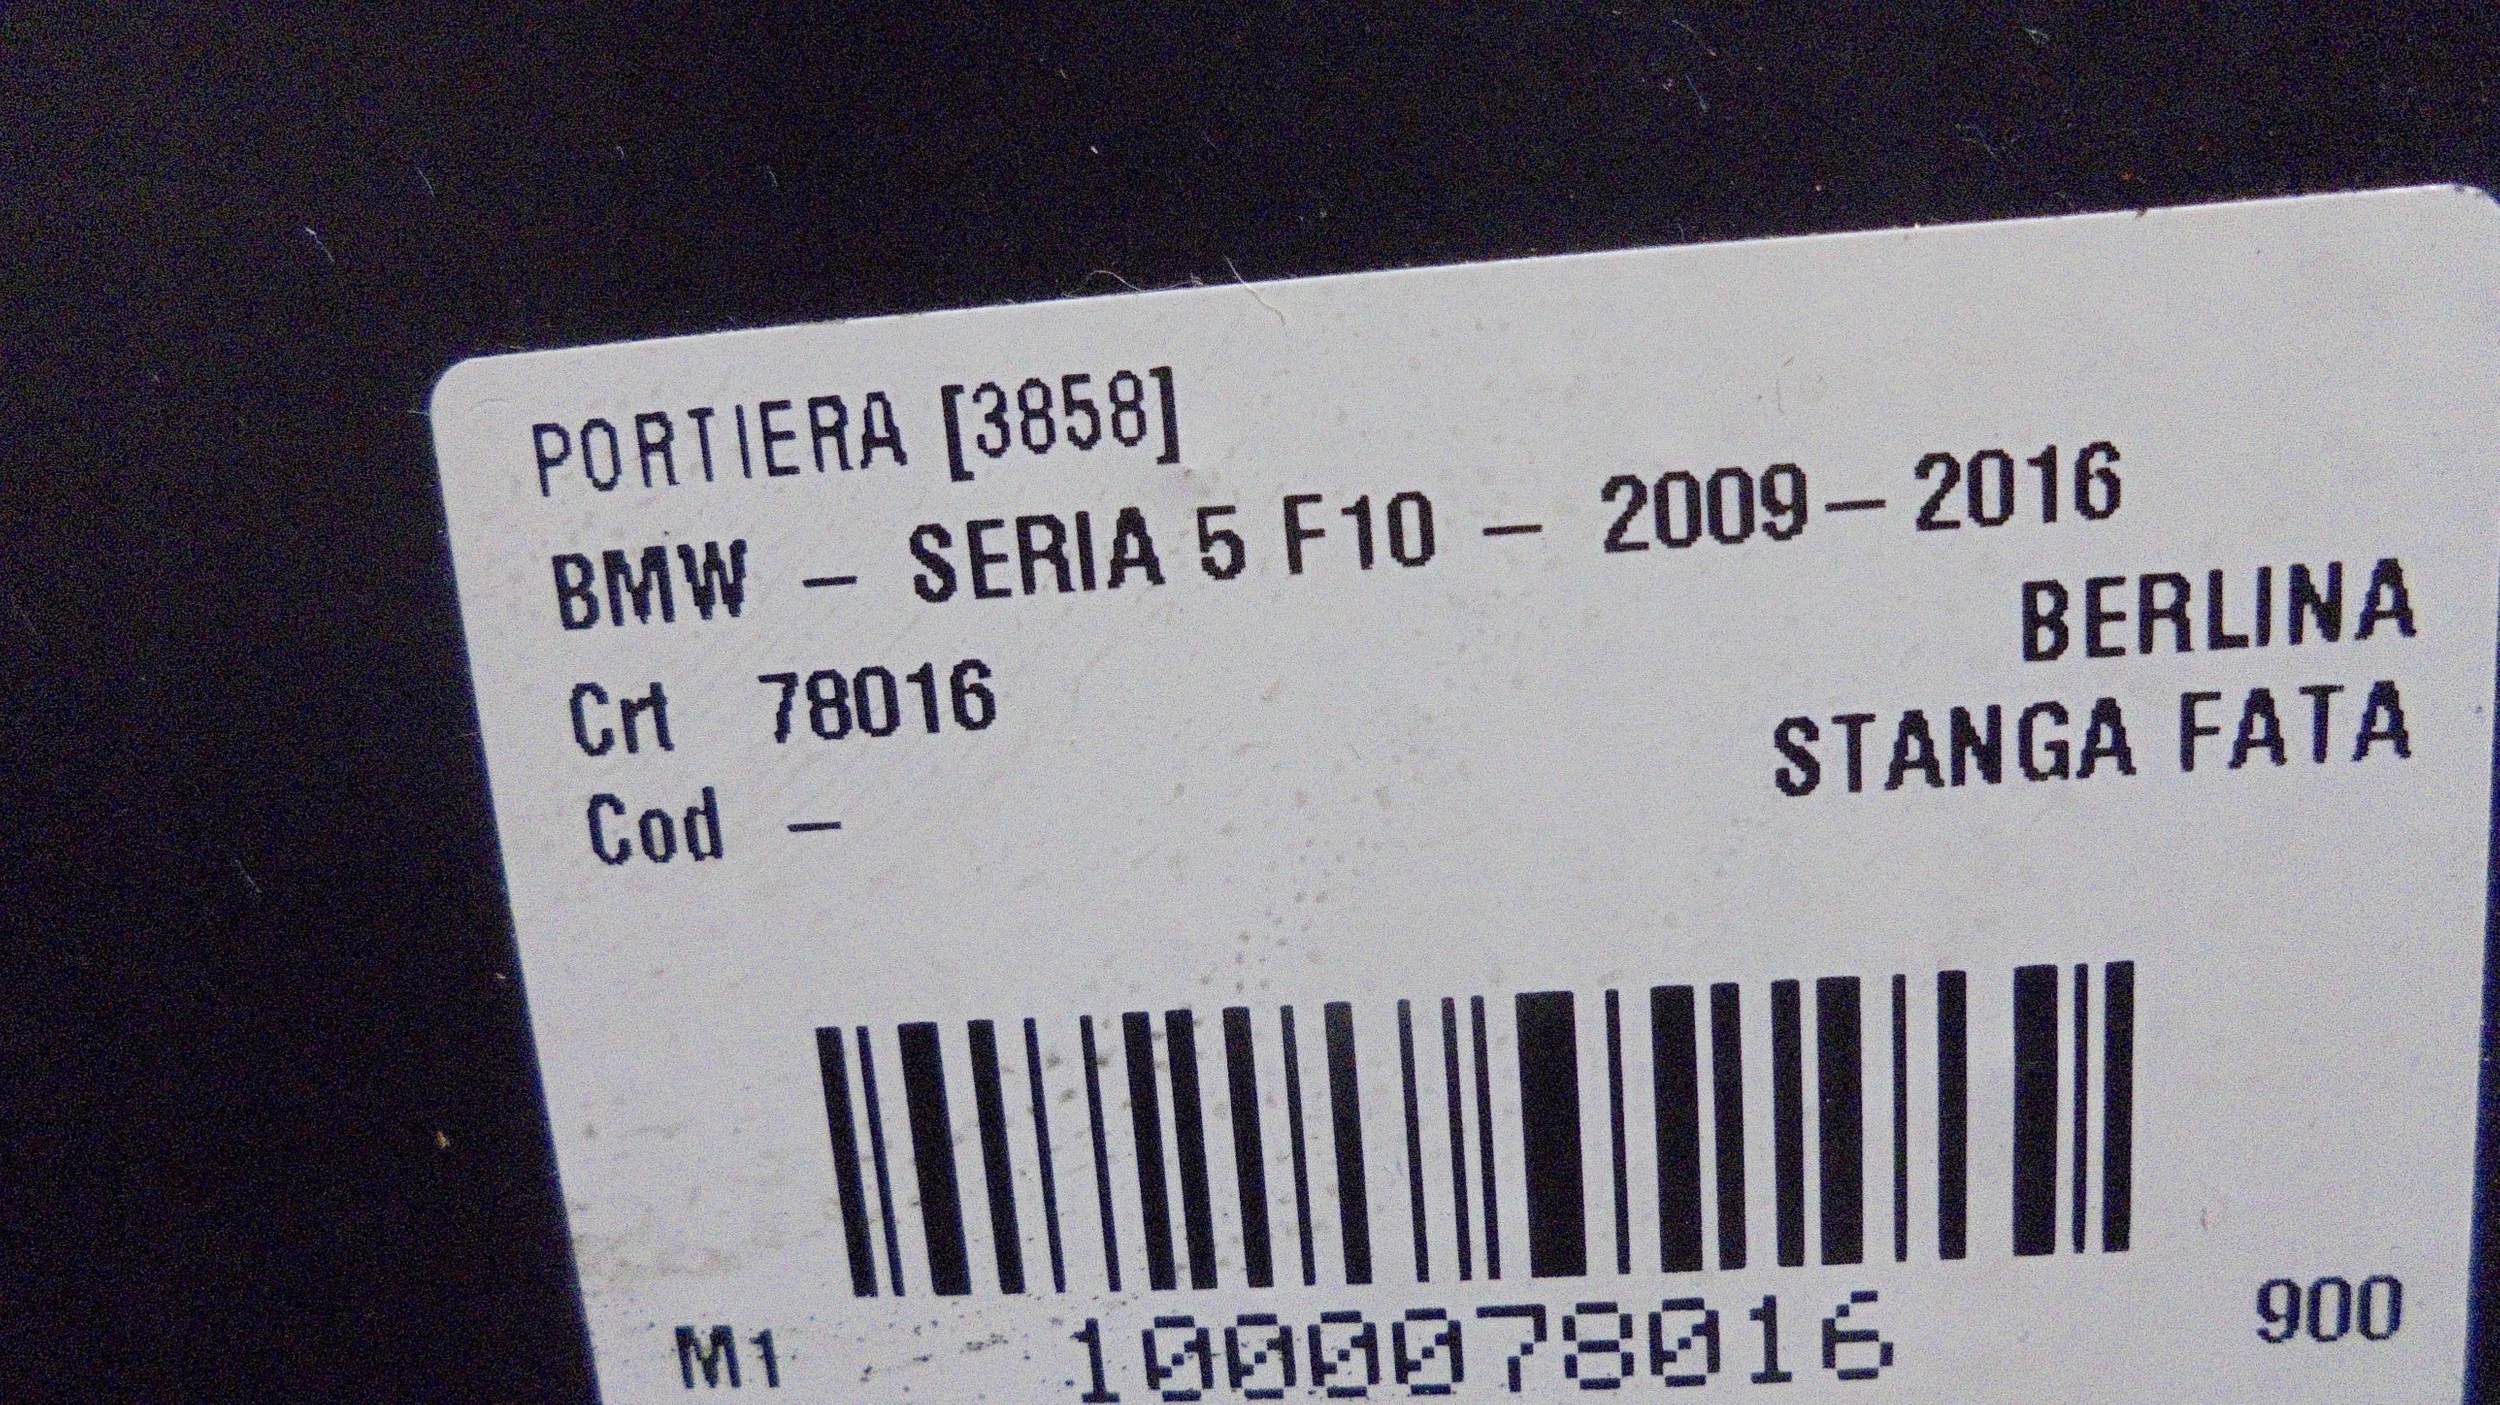 PORTIERA [3858]
BMW - SERIA 5 F10 - 2009-2016
BERLINA
Crt 78016
STANGA FATA
Cod -
M1 1000078016 900